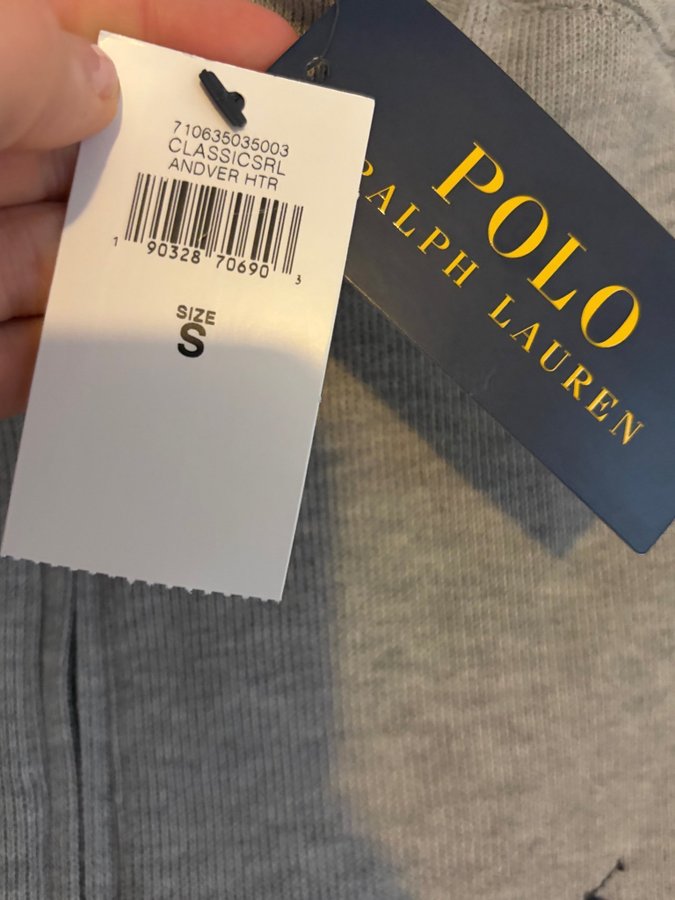 710635035003
CLASSICSRL
ANDVER HTR
1 90328 70690 3
SIZE
S
POLO
RALPH LAUREN